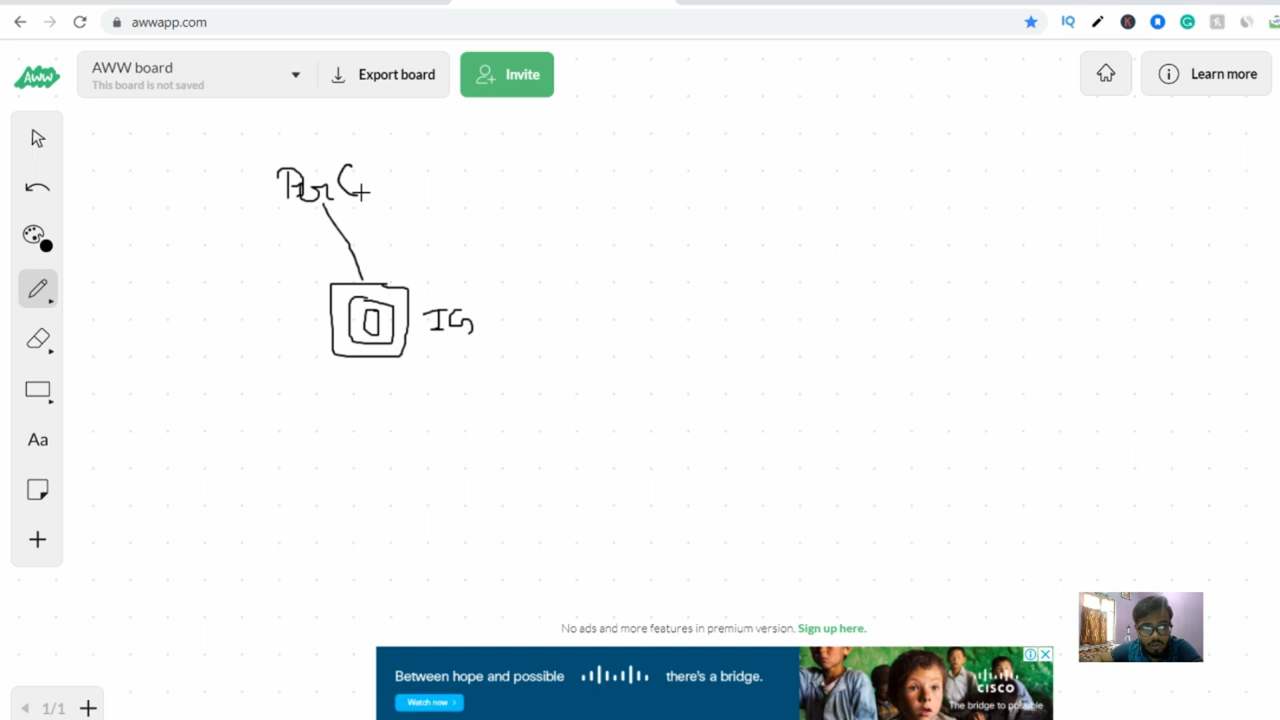 awwapp.com
IQ
AWW
AWW board
This board is not saved
Export board
Invite
Learn more
IG
Aa
No ads and more features in premium version. Sign up here.
Between hope and possible there's a bridge.
Watch now >
CISCO
The bridge to possible
1/1